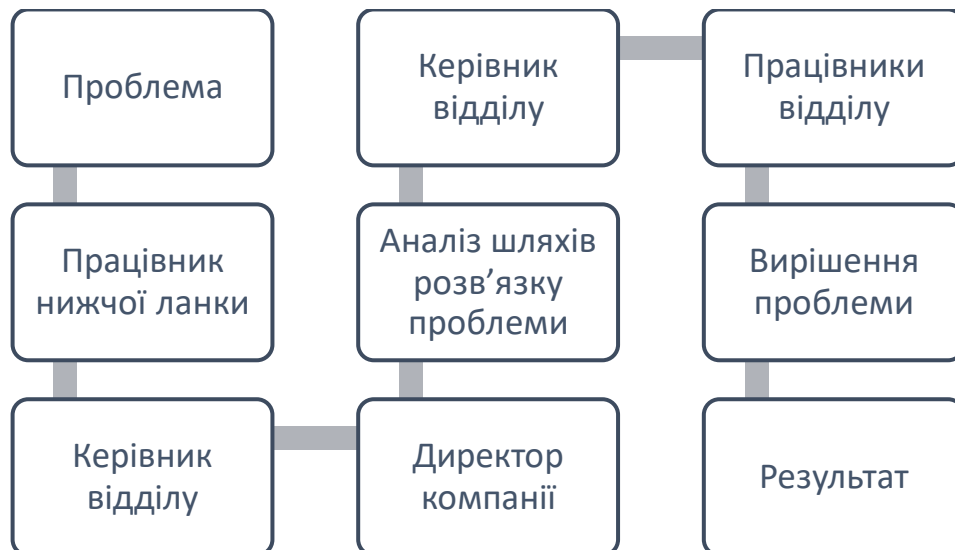 Проблема
Працівник
нижчої ланки
Керівник
відділу
Директор
компанії
Аналіз шляхів
розв’язку
проблеми
Керівник
відділу
Працівники
відділу
Вирішення
проблеми
Результат